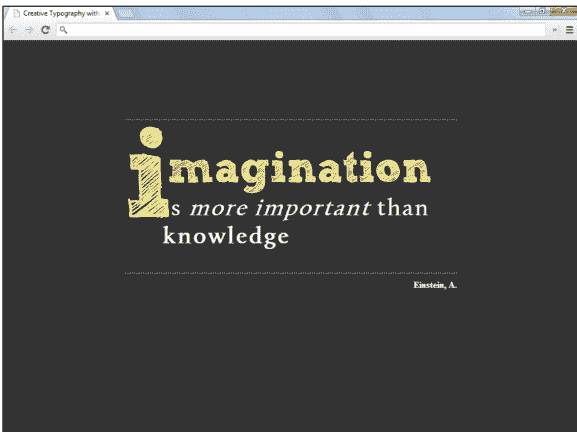 Creative Typography with
imagination
is more important than
knowledge
Einstein, A.